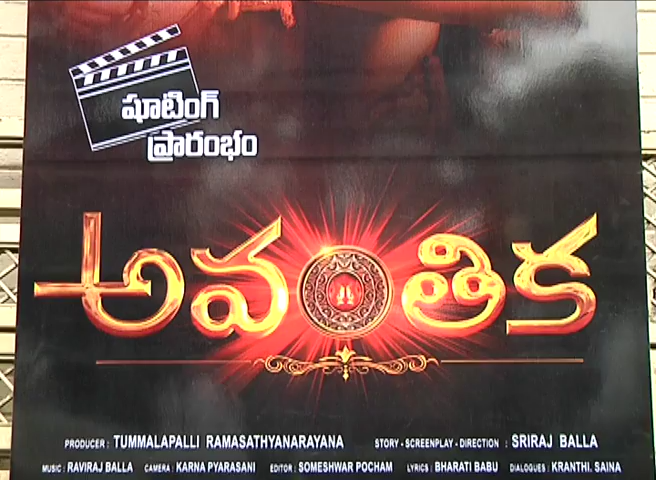 షూటింగ్
ప్రారంభం
అవంతిక
PRODUCER : TUMMALAPALLI RAMASATHYANARAYANA STORY - SCREENPLAY - DIRECTION : SRIRAJ BALLA
MUSIC : RAVIRAJ BALLA CAMERA : KARNA PYARASANI EDITOR : SOMESHWAR POCHAM LYRICS : BHARATI BABU DIALOGUES : KRANTHI. SAINA